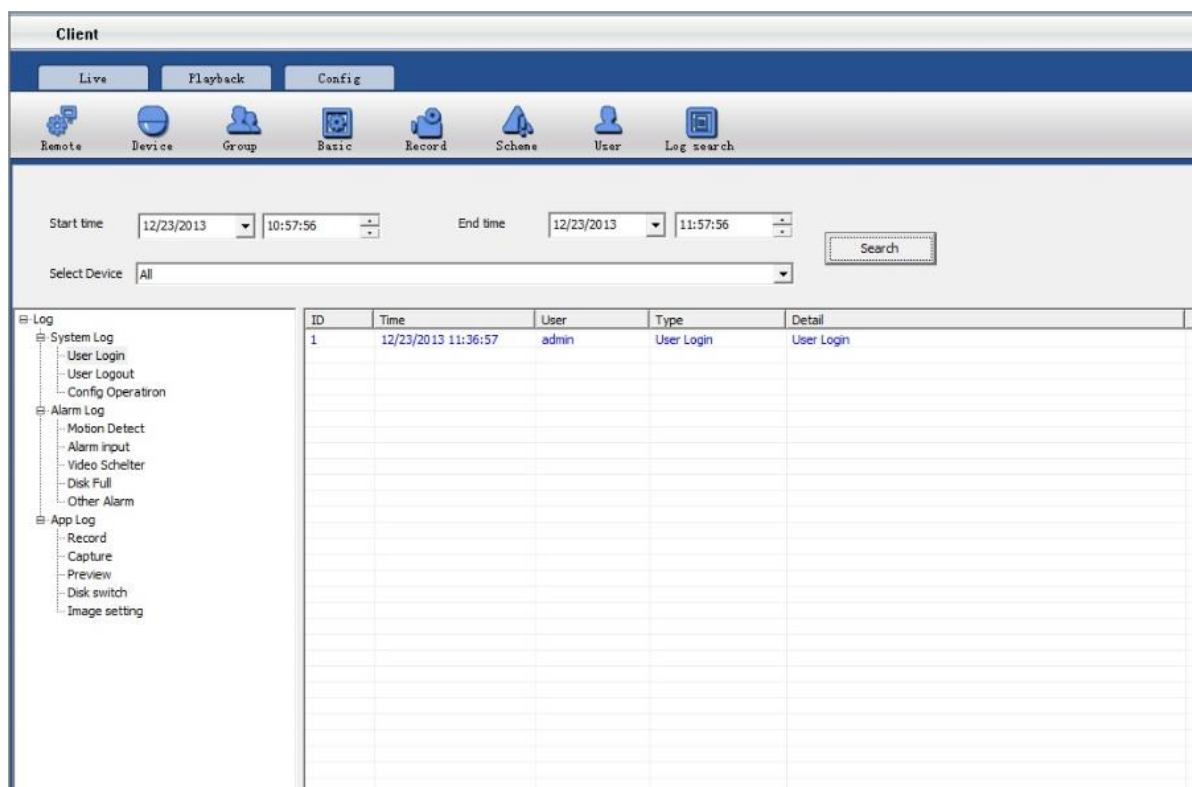 Client
Live Playback Config
Remote Device Group Basic Record Scheme User Log search
Start time 12/23/2013 10:57:56 End time 12/23/2013 11:57:56
Search
Select Device All
Log
System Log
User Login
User Logout
Config Operatiron
Alarm Log
Motion Detect
Alarm input
Video Schelter
Disk Full
Other Alarm
App Log
Record
Capture
Preview
Disk switch
Image setting
ID Time User Type Detail
1 12/23/2013 11:36:57 admin User Login User Login